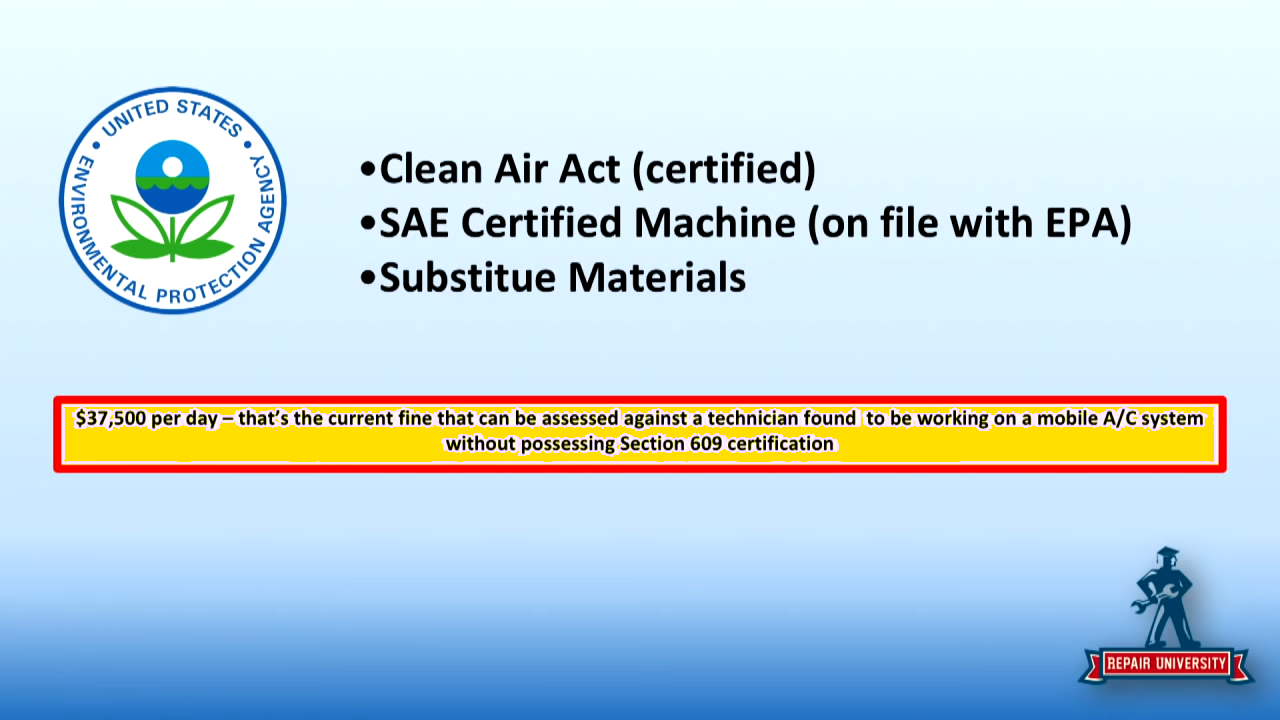 UNITED STATES
ENVIRONMENTAL PROTECTION AGENCY
•Clean Air Act (certified)
•SAE Certified Machine (on file with EPA)
•Substitue Materials
$37,500 per day – that’s the current fine that can be assessed against a technician found  to be working on a mobile A/C system
without possessing Section 609 certification
REPAIR UNIVERSITY